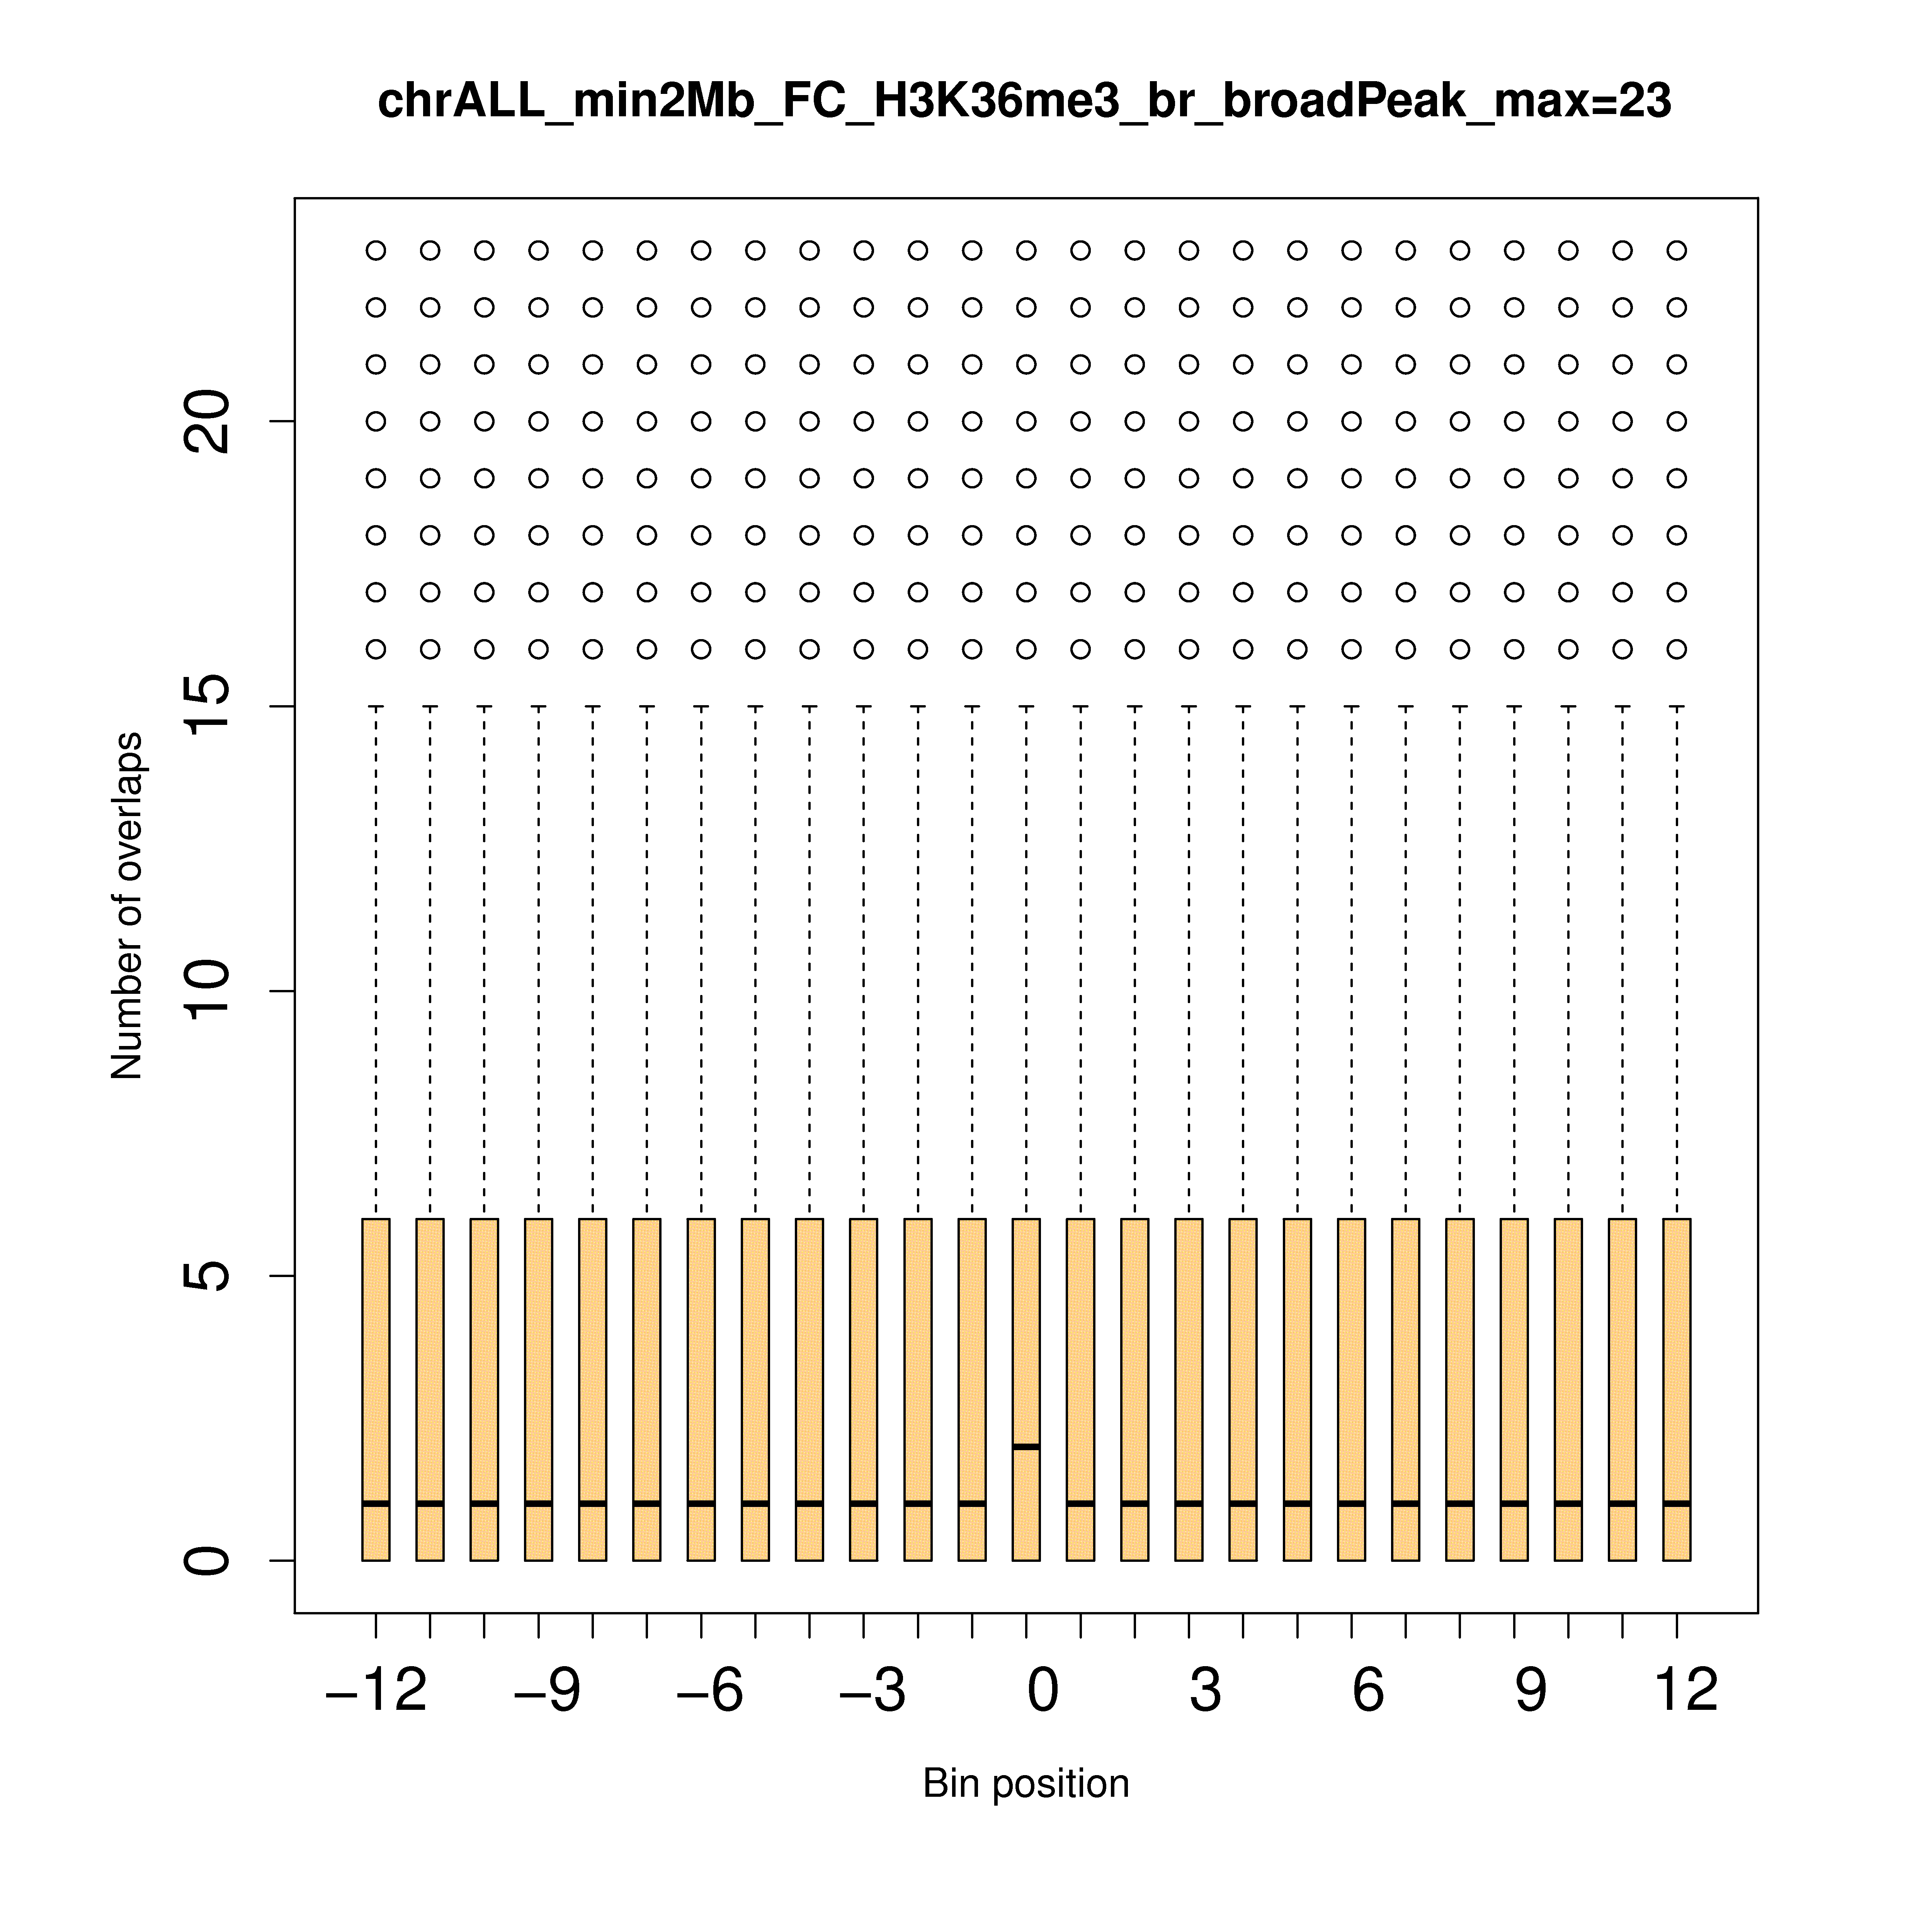 chrALL_min2Mb_FC_H3K36me3_br_broadPeak_max=23
Number of overlaps
20
15
10
5
0
−12 −9 −6 −3 0 3 6 9 12
Bin position